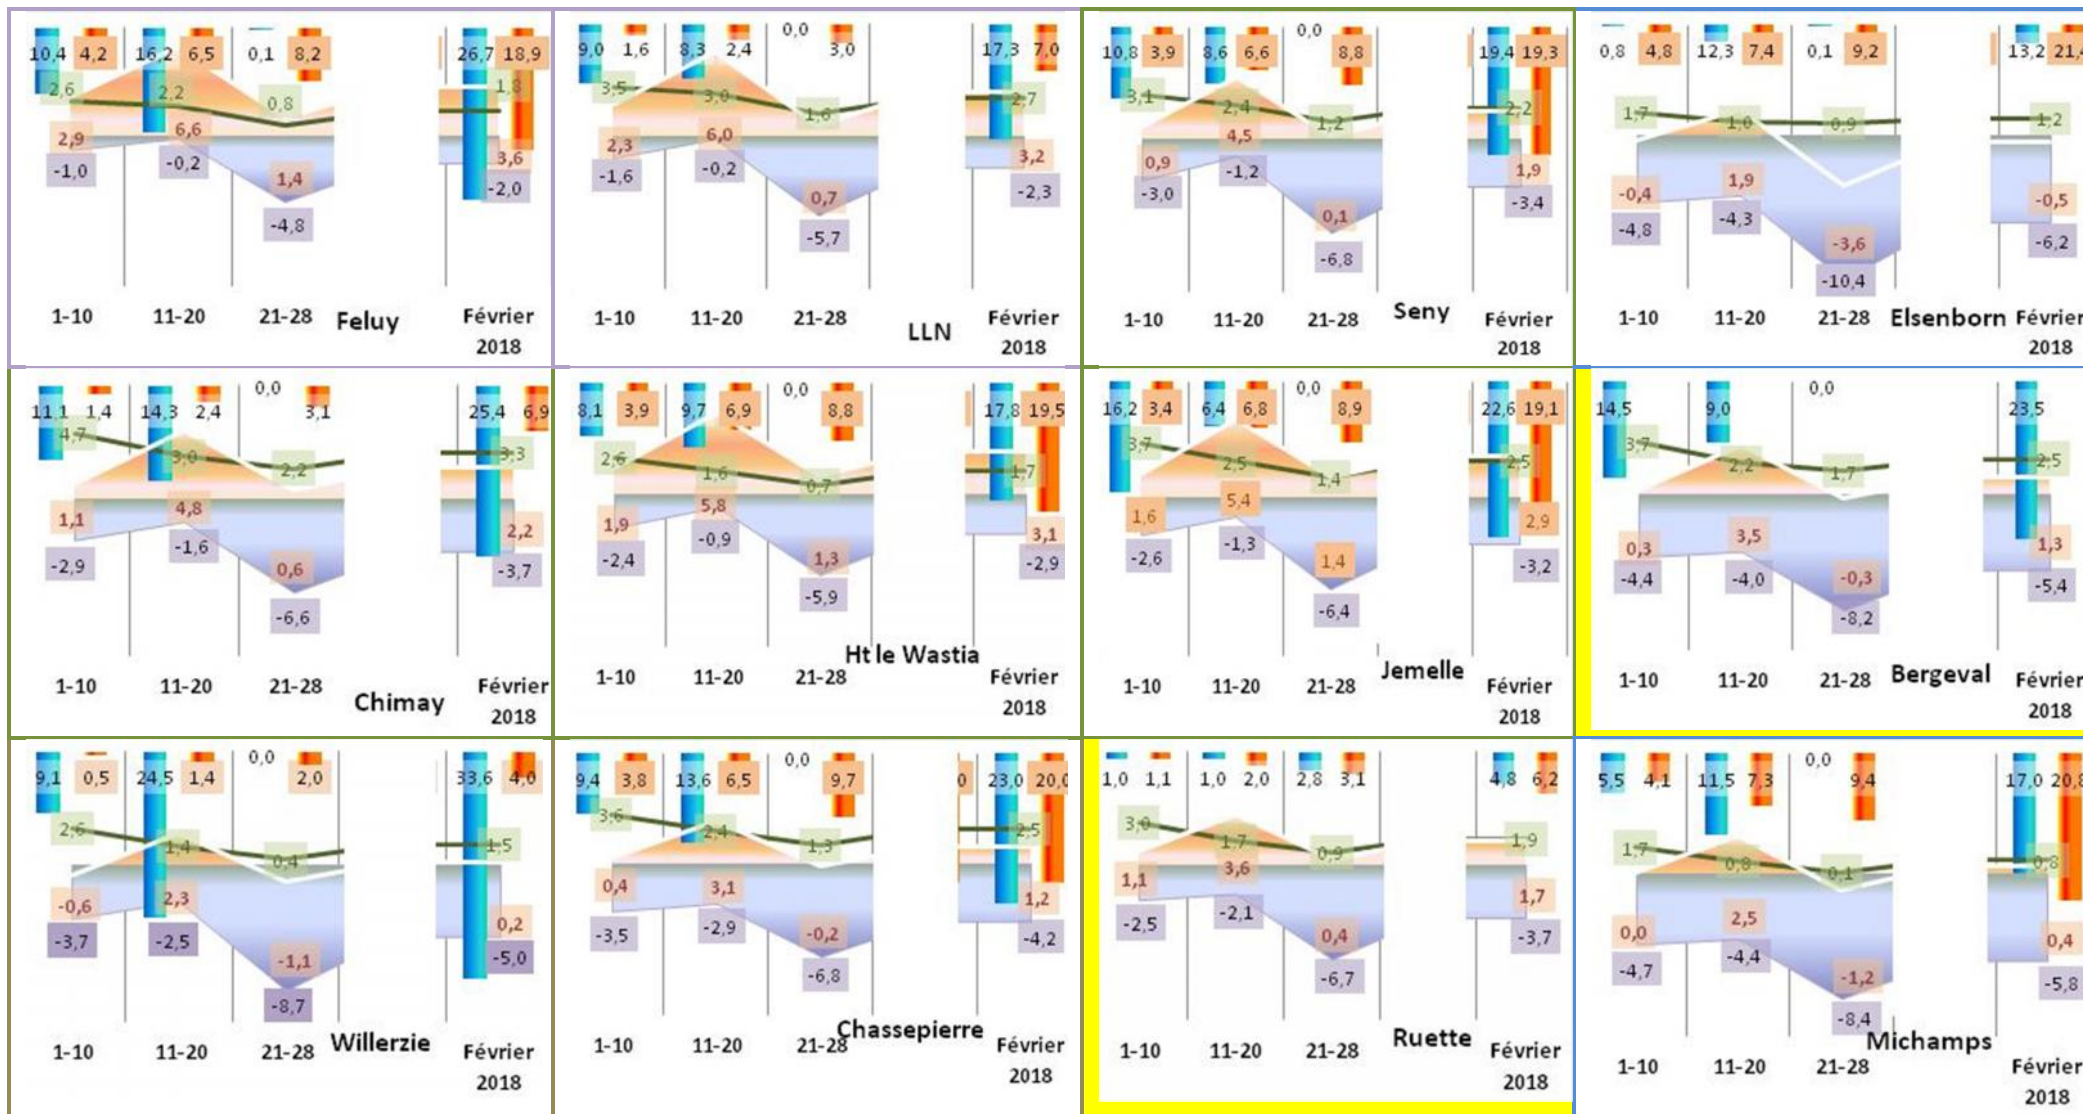 10,4 4,2 16,2 6,5 0,1 8,2 26,7 18,9
2,6 2,2 0,8 1,8
2,9 6,6 1,4 3,6
-1,0 -0,2 -4,8 -2,0
1-10 11-20 21-28 Feluy Février
2018
9,0 1,6 8,3 2,4 0,0 3,0 17,3 7,0
3,5 3,0 1,6 2,7
2,3 6,0 0,7 3,2
-1,6 -0,2 -5,7 -2,3
1-10 11-20 21-28 LLN Février
2018
10,8 3,9 8,6 6,6 0,0 8,8 19,4 19,3
3,1 2,4 1,2 2,2
0,9 4,5 0,1 1,9
-3,0 -1,2 -6,8 -3,4
1-10 11-20 21-28 Seny Février
2018
0,8 4,8 12,3 7,4 0,1 9,2 13,2 21,4
1,7 1,0 0,9 1,2
-0,4 1,9 -3,6 -0,5
-4,8 -4,3 -10,4 -6,2
1-10 11-20 21-28 Elsenborn Février
2018
11,1 1,4 14,3 2,4 0,0 3,1 25,4 6,9
4,7 3,0 2,2 3,3
1,1 4,8 0,6 2,2
-2,9 -1,6 -6,6 -3,7
1-10 11-20 21-28 Chimay Février
2018
8,1 3,9 9,7 6,9 0,0 8,8 17,8 19,5
2,6 1,6 0,7 1,7
1,9 5,8 1,3 3,1
-2,4 -0,9 -5,9 -2,9
1-10 11-20 21-28 Ht le Wastia Février
2018
16,2 3,4 6,4 6,8 0,0 8,9 22,6 19,1
3,7 2,5 1,4 2,5
1,6 5,4 1,4 2,9
-2,6 -1,3 -6,4 -3,2
1-10 11-20 21-28 Jemelle Février
2018
14,5 9,0 0,0 23,5
3,7 2,2 1,7 2,5
0,3 3,5 -0,3 1,3
-4,4 -4,0 -8,2 -5,4
1-10 11-20 21-28 Bergeval Février
2018
9,1 0,5 24,5 1,4 0,0 2,0 33,6 4,0
2,6 1,4 0,4 1,5
-0,6 2,3 -1,1 0,2
-3,7 -2,5 -8,7 -5,0
1-10 11-20 21-28 Willerzie Février
2018
9,4 3,8 13,6 6,5 0,0 9,7 0 23,0 20,0
3,6 2,4 1,3 2,5
0,4 3,1 -0,2 1,2
-3,5 -2,9 -6,8 -4,2
1-10 11-20 21-28 Chassepierre Février
2018
1,0 1,1 1,0 2,0 2,8 3,1 4,8 6,2
3,0 1,7 0,9 1,9
1,1 3,6 0,4 1,7
-2,5 -2,1 -6,7 -3,7
1-10 11-20 21-28 Ruette Février
2018
5,5 4,1 11,5 7,3 0,0 9,4 17,0 20,8
1,7 0,8 0,1 0,8
0,0 2,5 -1,2 0,4
-4,7 -4,4 -8,4 -5,8
1-10 11-20 21-28 Michamps Février
2018